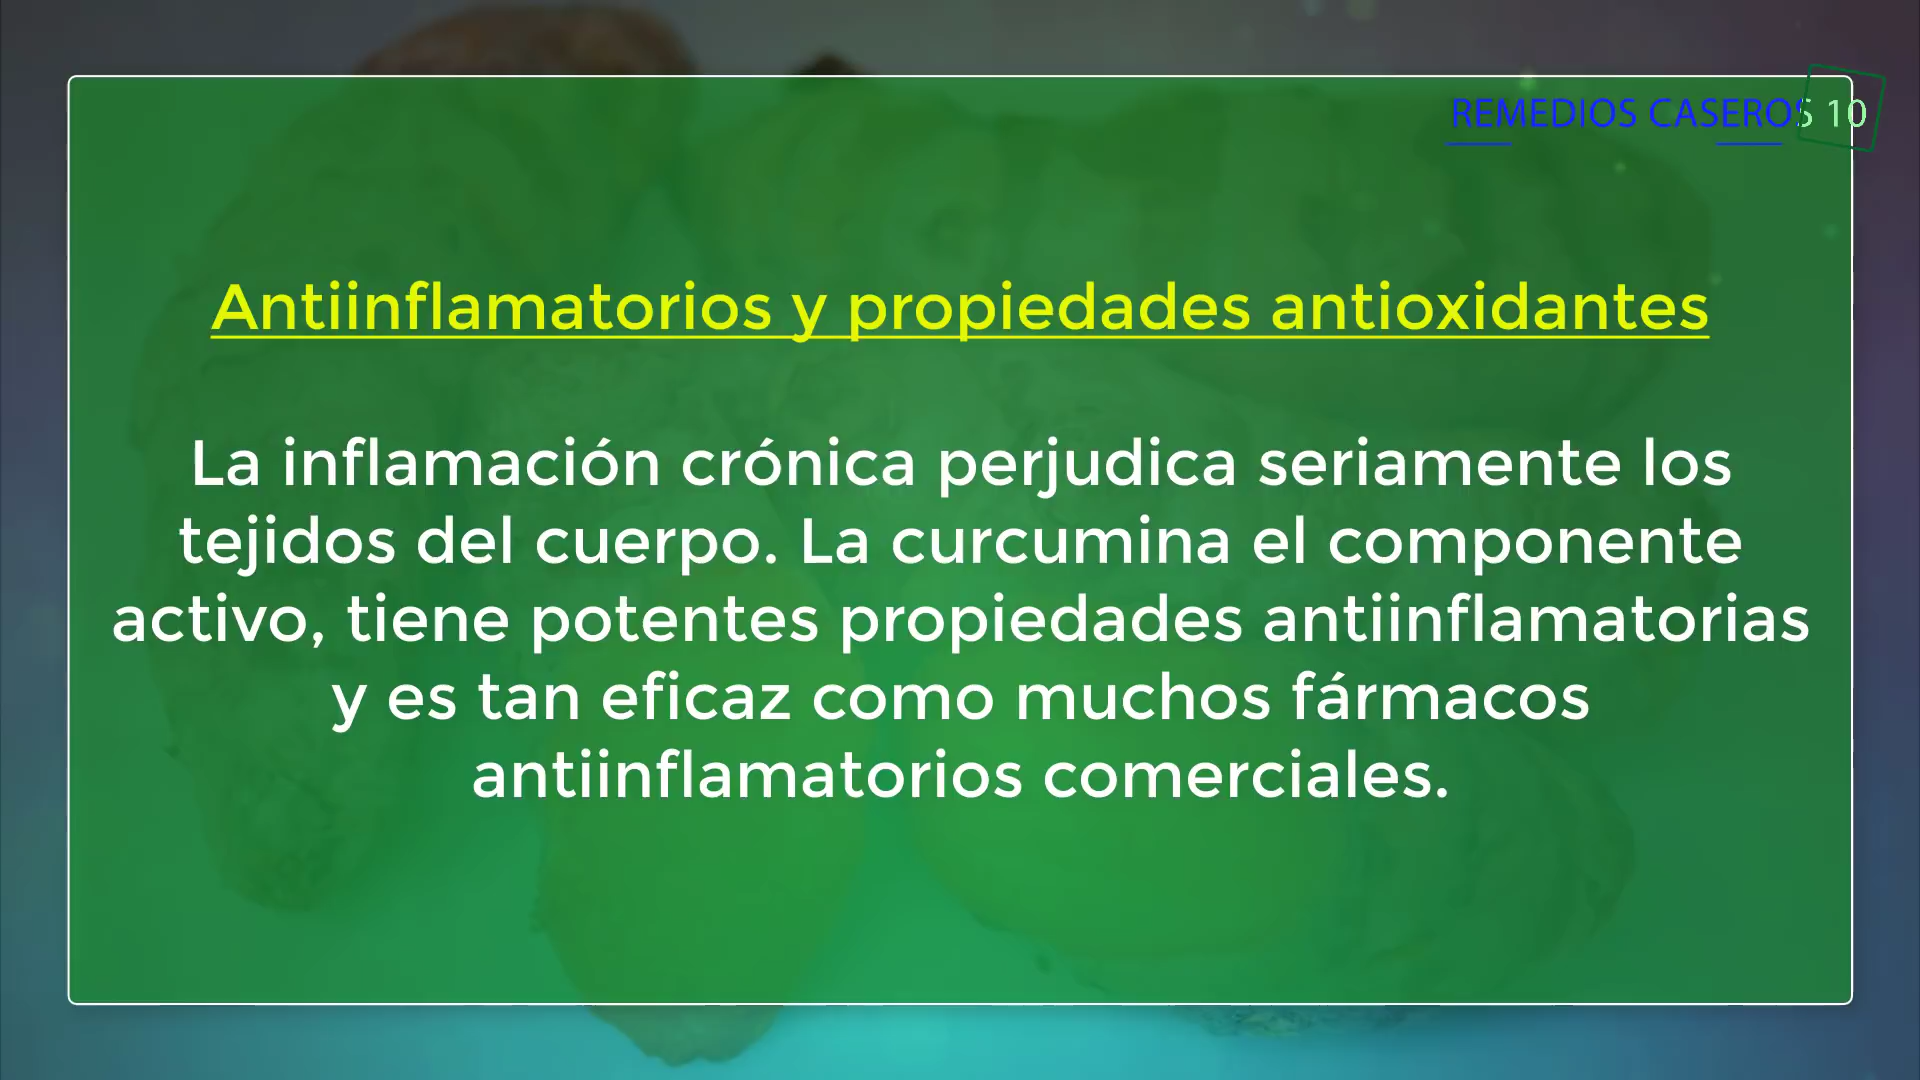 REMEDIOS CASEROS 10
Antiinflamatorios y propiedades antioxidantes
La inflamación crónica perjudica seriamente los
tejidos del cuerpo. La curcumina el componente
activo, tiene potentes propiedades antiinflamatorias
y es tan eficaz como muchos fármacos
antiinflamatorios comerciales.